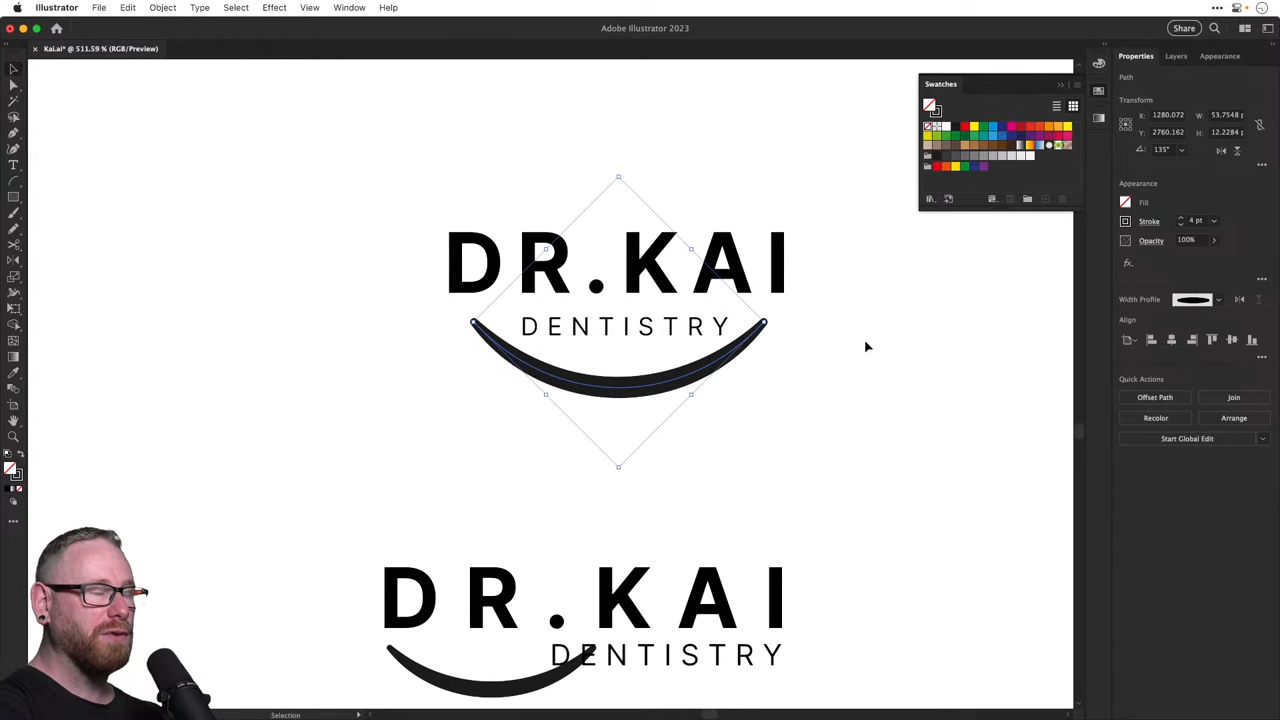 Illustrator File Edit Object Type Select Effect View Window Help
Adobe Illustrator 2023
Share
Kai.ai* @ 511.59 % (RGB/Preview)
Swatches
Properties Layers Appearance
Path
Transform
X: 1280.072 W: 53.7548 p
Y: 2760.162 H: 12.2284 p
135°
Appearance
Fill
Stroke 4 pt
Opacity 100%
fx
Width Profile
Align
Quick Actions
Offset Path Join
Recolor Arrange
Start Global Edit
DR.KAI
DENTISTRY
DR.KAI
DENTISTRY
Selection